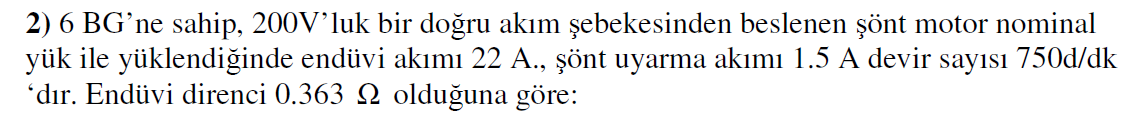 2) 6 BG’ne sahip, 200V’luk bir doğru akım şebekesinden beslenen şönt motor nominal
yük ile yüklendiğinde endüvi akımı 22 A., şönt uyarma akımı 1.5 A devir sayısı 750d/dk
‘dır. Endüvi direnci 0.363 Ω olduğuna göre: